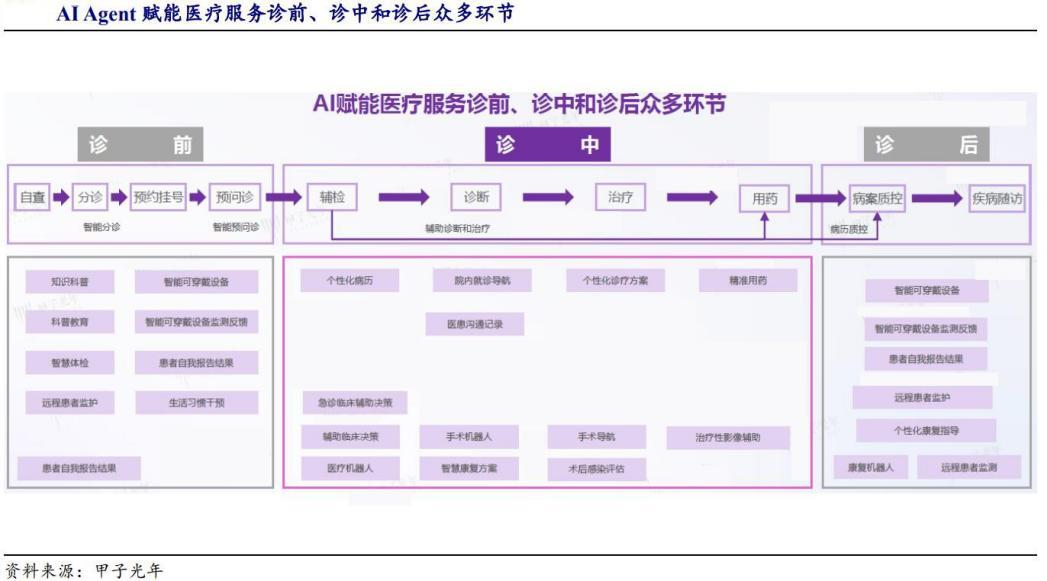 AI Agent 赋能医疗服务诊前、诊中和诊后众多环节
AI赋能医疗服务诊前、诊中和诊后众多环节
诊 前
诊 中
诊 后
自查 分诊 预约挂号 预问诊 辅检 诊断 治疗 用药 病案质控 疾病随访
智能分诊 智能预问诊 辅助诊断和治疗 病历质控
知识科普 智能可穿戴设备
科普教育 智能可穿戴设备监测反馈
智慧体检 患者自我报告结果
远程患者监护 生活习惯干预
患者自我报告结果
个性化病历 院内就诊导航 个性化诊疗方案 精准用药
医患沟通记录
急诊临床辅助决策
辅助临床决策 手术机器人 手术导航 治疗性影像辅助
医疗机器人 智慧康复方案 术后感染评估
智能可穿戴设备
智能可穿戴设备监测反馈
患者自我报告结果
远程患者监护
个性化康复指导
康复机器人 远程患者监测
资料来源：甲子光年